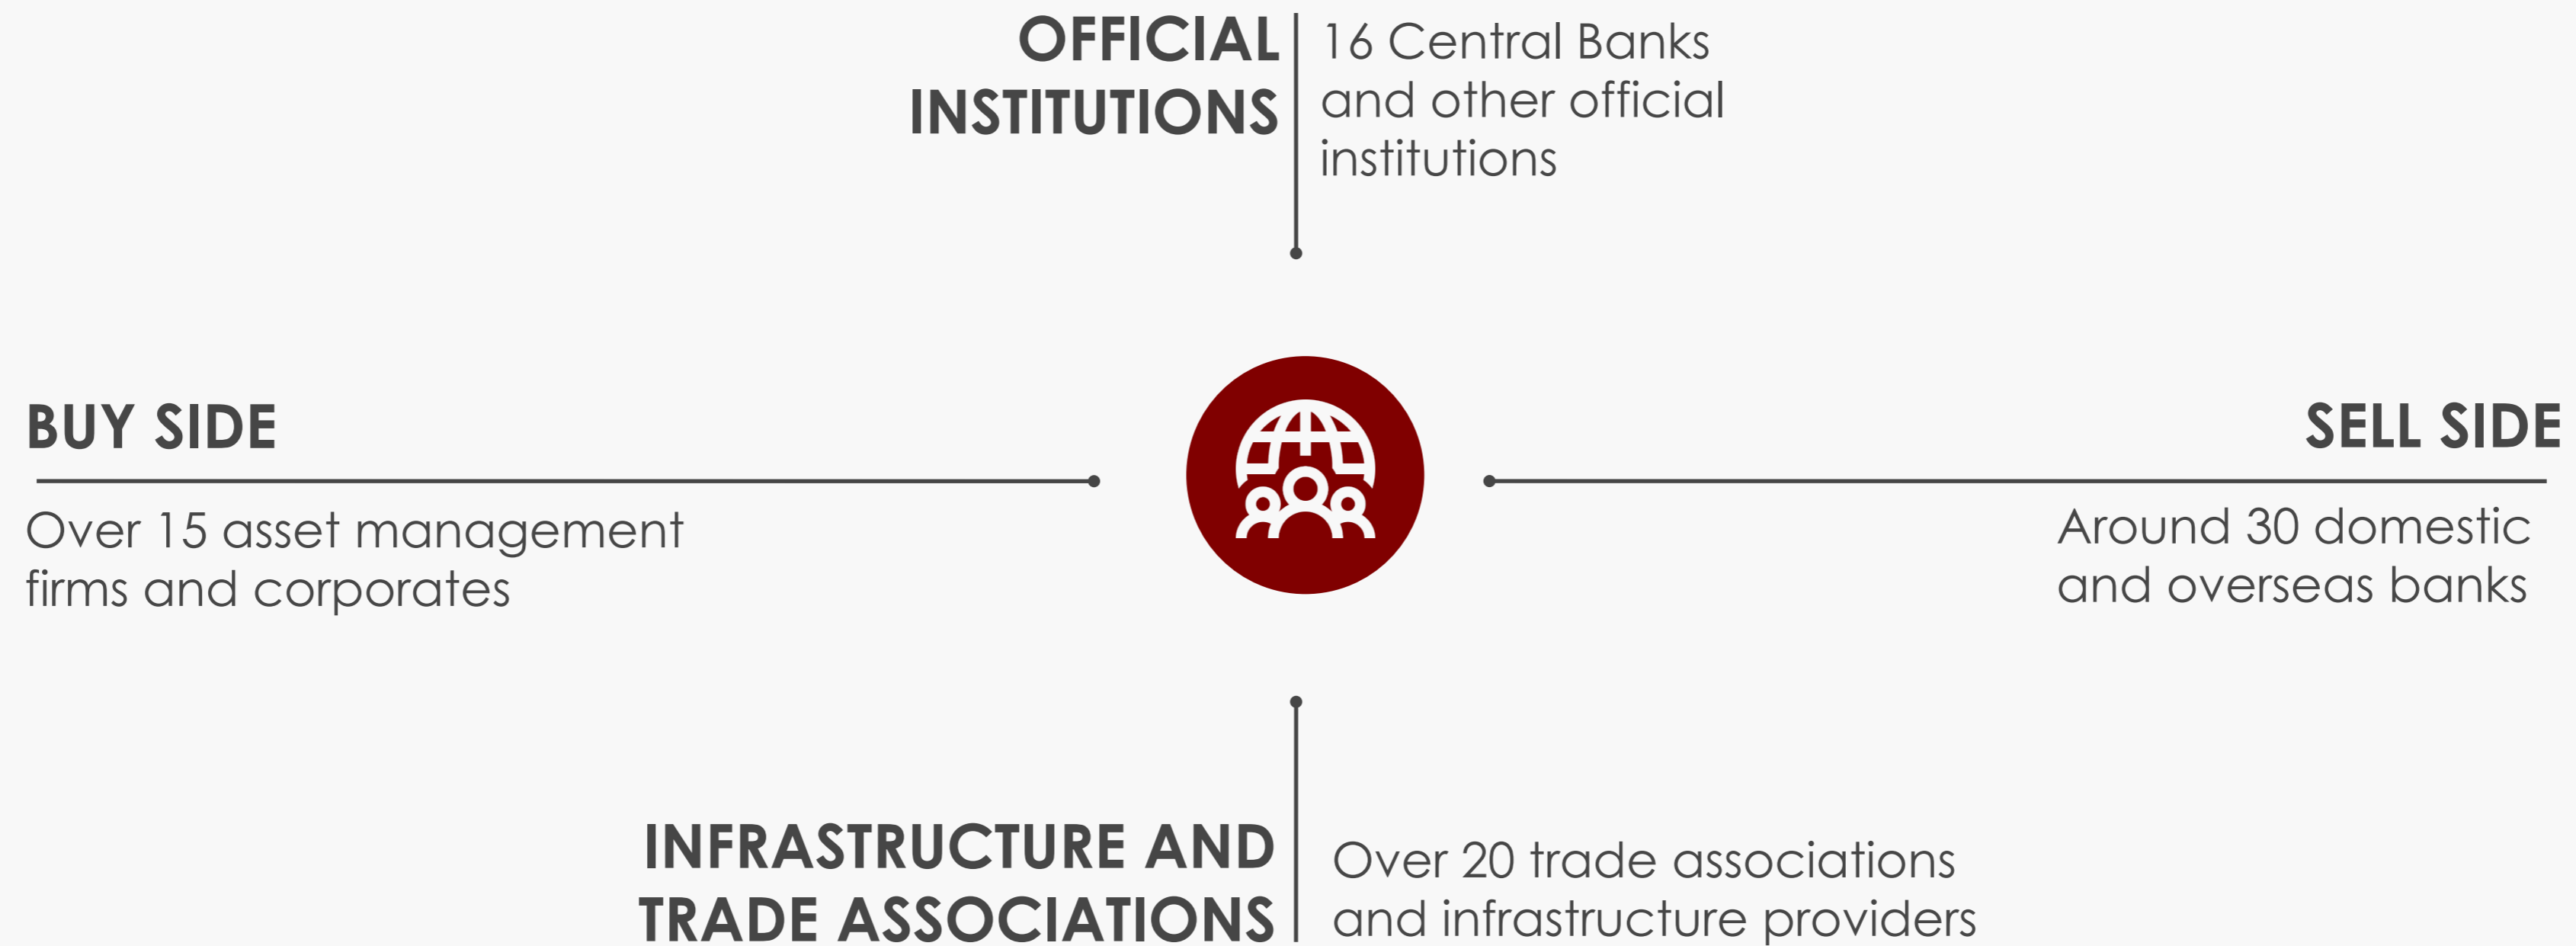 OFFICIAL
INSTITUTIONS
16 Central Banks
and other official
institutions
BUY SIDE
Over 15 asset management
firms and corporates
SELL SIDE
Around 30 domestic
and overseas banks
INFRASTRUCTURE AND
TRADE ASSOCIATIONS
Over 20 trade associations
and infrastructure providers